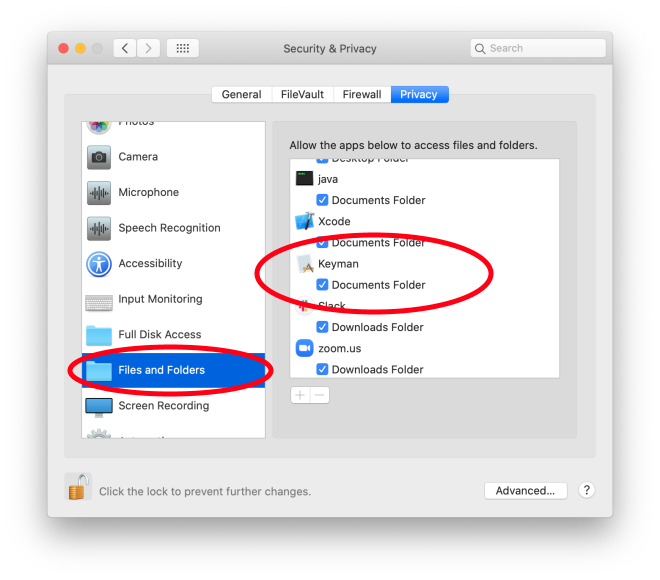 Security & Privacy
Search
General
FileVault
Firewall
Privacy
Photos
Camera
Microphone
Speech Recognition
Accessibility
Input Monitoring
Full Disk Access
Files and Folders
Screen Recording
Allow the apps below to access files and folders.
Desktop Folder
java
Documents Folder
Xcode
Documents Folder
Keyman
Documents Folder
Slack
Downloads Folder
zoom.us
Downloads Folder
+ −
Click the lock to prevent further changes.
Advanced...
?